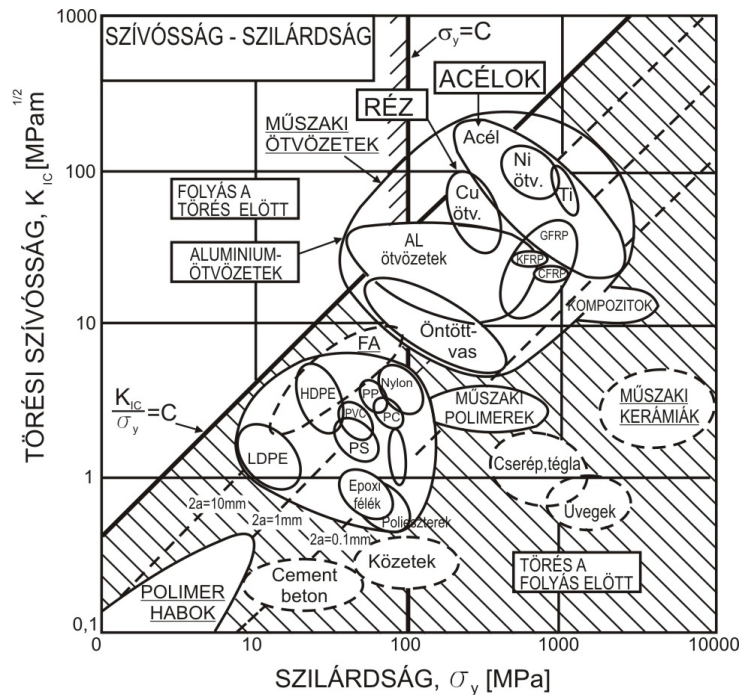 SZÍVÓSSÁG - SZILÁRDSÁG
σy=C
ACÉLOK
RÉZ
MŰSZAKI
ÖTVÖZETEK
FOLYÁS A
TÖRÉS ELÖTT
ALUMINIUM-
ÖTVÖZETEK
Acél
Ni
ötv.
Ti
Cu
ötv.
AL
ötvözetek
GFRP
KFRP
CFRP
KOMPOZITOK
Öntött-
vas
FA
HDPE
PP
Nylon
PVC
PC
PS
LDPE
MŰSZAKI
POLIMEREK
MŰSZAKI
KERÁMIÁK
Cserép,tégla
Üvegek
Epoxi
félék
Poliészterek
KIC/σy=C
2a=10mm
2a=1mm
2a=0.1mm
Közetek
Cement
beton
POLIMER
HABOK
TÖRÉS A
FOLYÁS ELÖTT
1000
100
10
1
0,1
TÖRÉSI SZÍVÓSSÁG, KIC [MPam1/2]
0
10
100
1000
10000
SZILÁRDSÁG, σy [MPa]